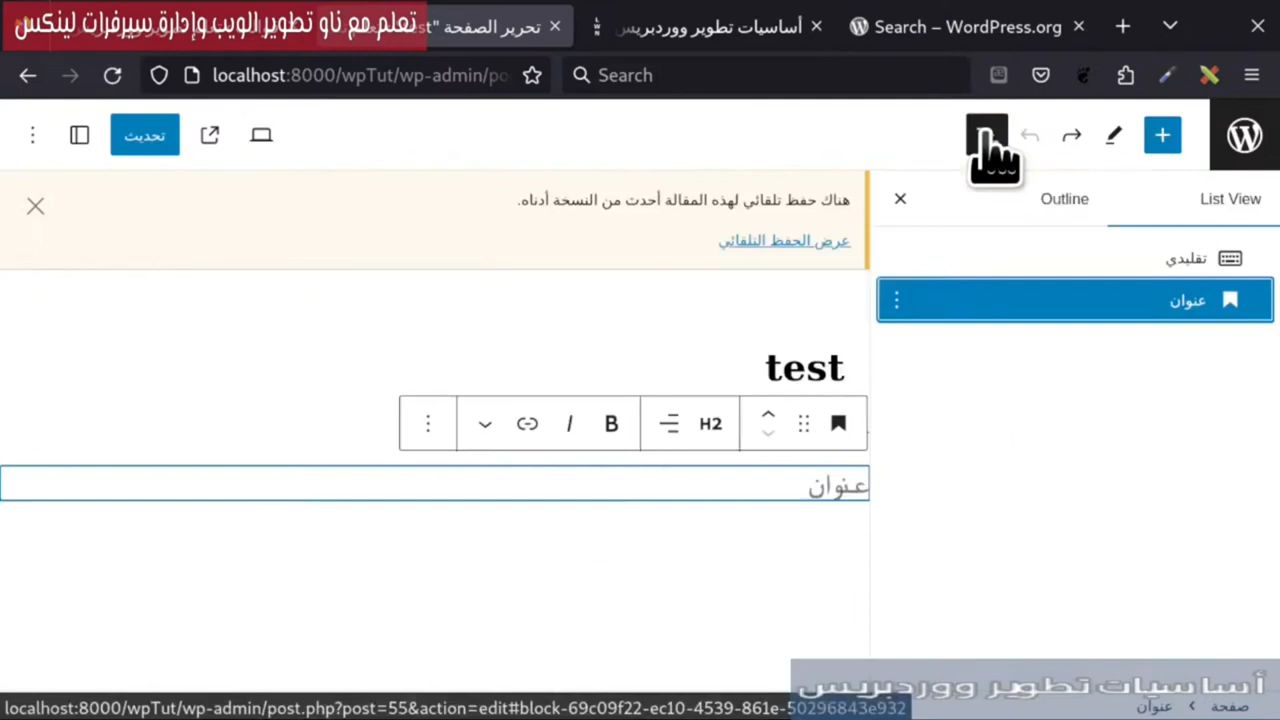 تعلم مع ناو تطوير الويب وإدارة سيرفرات لينكس
تحرير الصفحة "test"
أساسيات تطوير ووردبريس
Search – WordPress.org
localhost:8000/wpTut/wp-admin/po
Search
تحديث
هناك حفظ تلقائي لهذه المقالة أحدث من النسخة أدناه.
عرض الحفظ التلقائي
List View
Outline
تقليدي
عنوان
test
B
I
H2
عنوان
أساسيات تطوير ووردبريس
صفحة
عنوان
localhost:8000/wpTut/wp-admin/post.php?post=55&action=edit#block-69c09f22-ec10-4539-861e-50296843e932